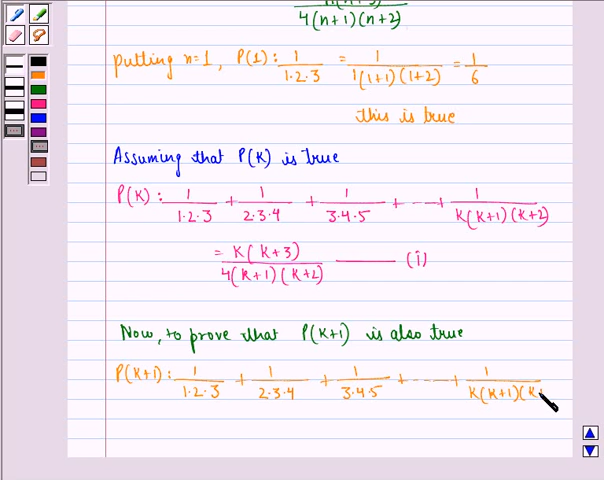 4(n+1)(n+2)
putting n=1, P(1): 1/(1·2·3) = 1/(1(1+1)(1+2)) = 1/6
this is true
Assuming that P(K) is true
P(K): 1/(1·2·3) + 1/(2·3·4) + 1/(3·4·5) + ---- + 1/(K(K+1)(K+2))
= K(K+3)/(4(K+1)(K+2)) ——— (i)
Now, to prove that P(K+1) is also true
P(K+1): 1/(1·2·3) + 1/(2·3·4) + 1/(3·4·5) + ---- + 1/(K(K+1)(K